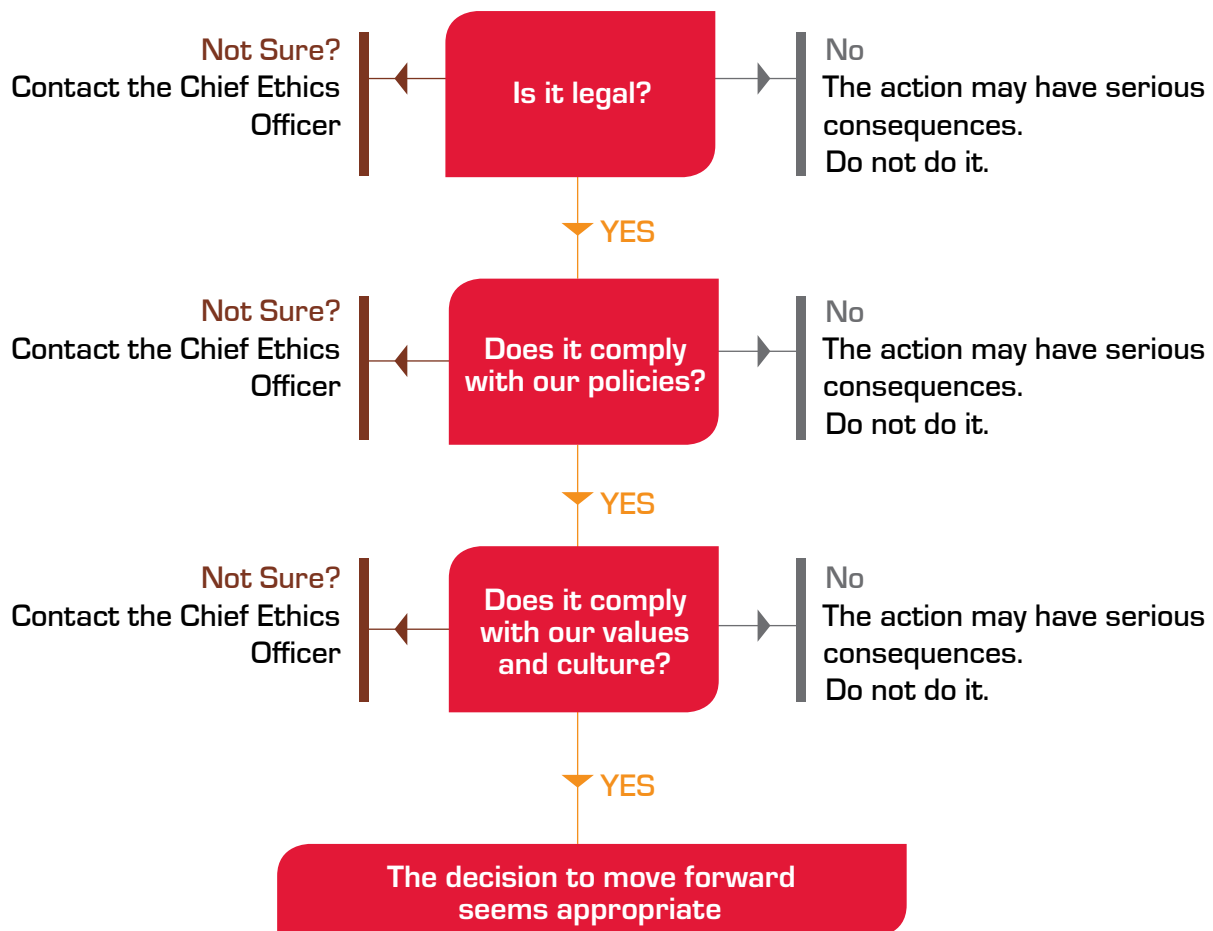 Not Sure?
Contact the Chief Ethics
Officer
Is it legal?
No
The action may have serious
consequences.
Do not do it.
YES
Not Sure?
Contact the Chief Ethics
Officer
Does it comply
with our policies?
No
The action may have serious
consequences.
Do not do it.
YES
Not Sure?
Contact the Chief Ethics
Officer
Does it comply
with our values
and culture?
No
The action may have serious
consequences.
Do not do it.
YES
The decision to move forward
seems appropriate